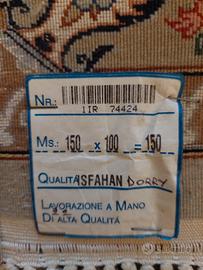 NR.:
1IR 74424
Ms.: 150 x 100 = 150
QUALITÀ ISFAHAN DORRY
LAVORAZIONE A MANO
DI ALTA QUALITÀ